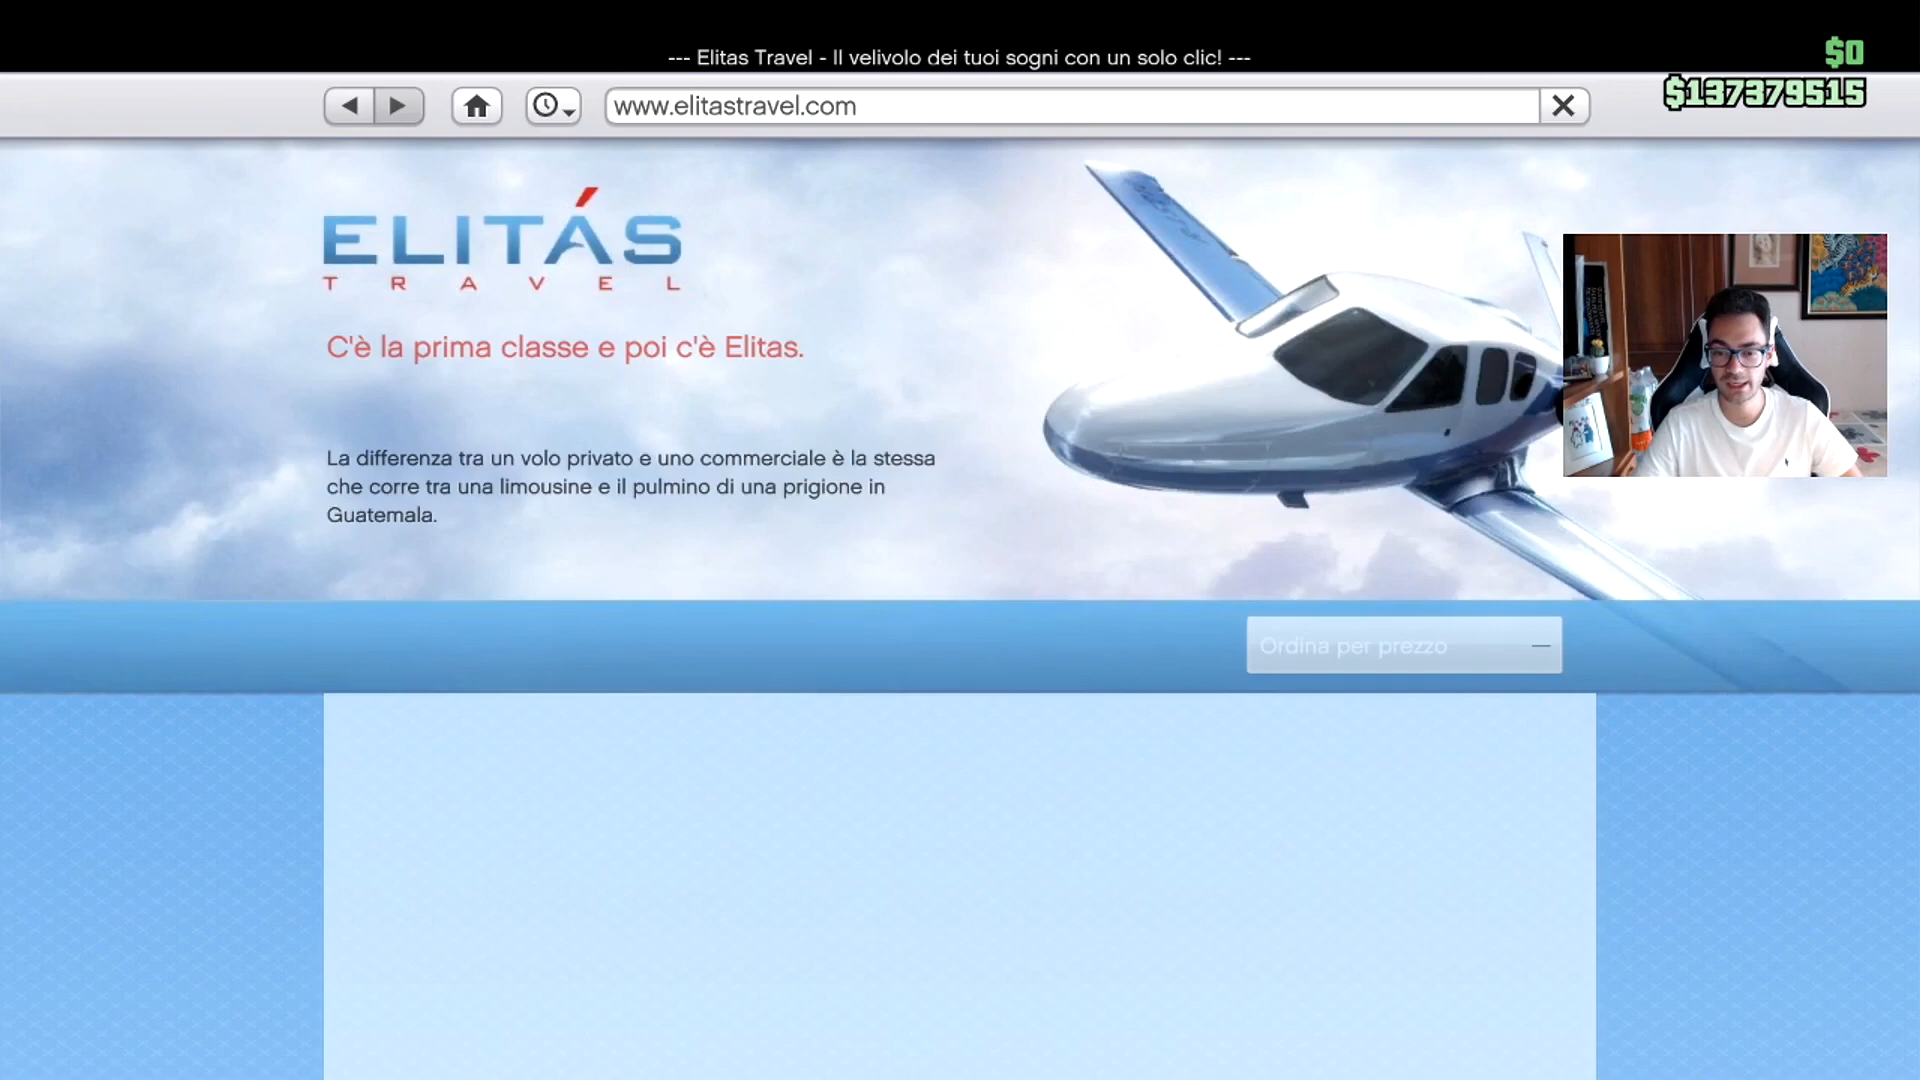 --- Elitas Travel - Il velivolo dei tuoi sogni con un solo clic! ---
$0
$137379515
www.elitastravel.com
ELITÁS
TRAVEL
C'è la prima classe e poi c'è Elitas.
La differenza tra un volo privato e uno commerciale è la stessa
che corre tra una limousine e il pulmino di una prigione in
Guatemala.
Ordina per prezzo